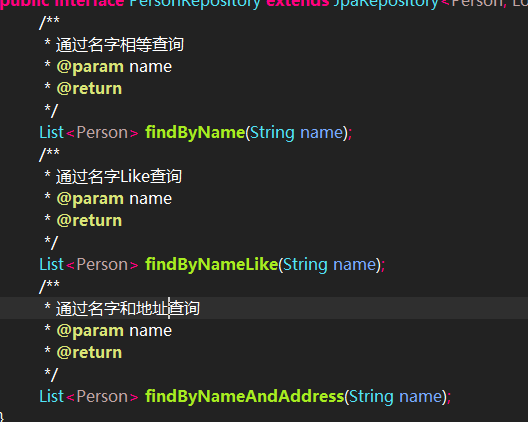 public interface PersonRepository extends JpaRepository<Person, Lo
/**
* 通过名字相等查询
* @param name
* @return
*/
List<Person> findByName(String name);
/**
* 通过名字Like查询
* @param name
* @return
*/
List<Person> findByNameLike(String name);
/**
* 通过名字和地址查询
* @param name
* @return
*/
List<Person> findByNameAndAddress(String name);
}